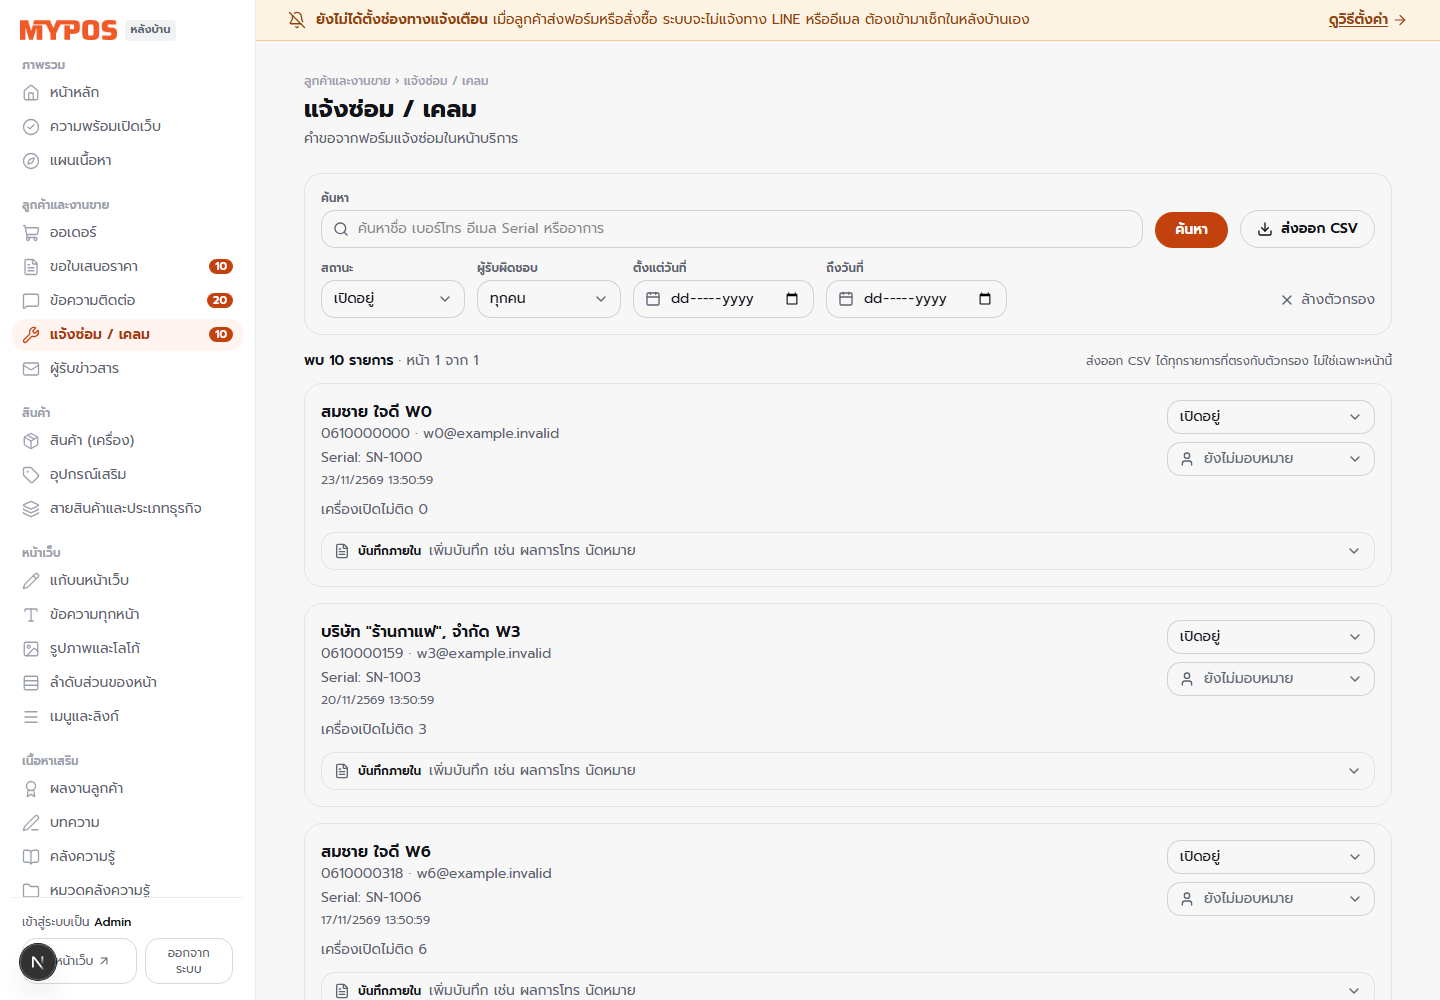 MYPOS หลังบ้าน
ภาพรวม
หน้าหลัก
ความพร้อมเปิดเว็บ
แผนเนื้อหา
ลูกค้าและงานขาย
ออเดอร์
ขอใบเสนอราคา 10
ข้อความติดต่อ 20
แจ้งซ่อม / เคลม 10
ผู้รับข่าวสาร
สินค้า
สินค้า (เครื่อง)
อุปกรณ์เสริม
สายสินค้าและประเภทธุรกิจ
หน้าเว็บ
แก้บนหน้าเว็บ
ข้อความทุกหน้า
รูปภาพและโลโก้
ลำดับส่วนของหน้า
เมนูและลิงก์
เนื้อหาเสริม
ผลงานลูกค้า
บทความ
คลังความรู้
หมวดคลังความรู้
เข้าสู่ระบบเป็น Admin
N
หน้าเว็บ
ออกจาก
ระบบ
ยังไม่ได้ตั้งช่องทางแจ้งเตือน เมื่อลูกค้าส่งฟอร์มหรือสั่งซื้อ ระบบจะไม่แจ้งทาง LINE หรืออีเมล ต้องเข้ามาเช็กในหลังบ้านเอง ดูวิธีตั้งค่า
ลูกค้าและงานขาย › แจ้งซ่อม / เคลม
แจ้งซ่อม / เคลม
คำขอจากฟอร์มแจ้งซ่อมในหน้าบริการ
ค้นหา
ค้นหาชื่อ เบอร์โทร อีเมล Serial หรืออาการ ค้นหา ส่งออก CSV
สถานะ ผู้รับผิดชอบ ตั้งแต่วันที่ ถึงวันที่
เปิดอยู่ ทุกคน dd-----yyyy dd-----yyyy ล้างตัวกรอง
พบ 10 รายการ · หน้า 1 จาก 1 ส่งออก CSV ได้ทุกรายการที่ตรงกับตัวกรอง ไม่ใช่เฉพาะหน้านี้
สมชาย ใจดี W0 เปิดอยู่
0610000000 · w0@example.invalid
Serial: SN-1000 ยังไม่มอบหมาย
23/11/2569 13:50:59
เครื่องเปิดไม่ติด 0
บันทึกภายใน เพิ่มบันทึก เช่น ผลการโทร นัดหมาย
บริษัท "ร้านกาแฟ", จำกัด W3 เปิดอยู่
0610000159 · w3@example.invalid
Serial: SN-1003 ยังไม่มอบหมาย
20/11/2569 13:50:59
เครื่องเปิดไม่ติด 3
บันทึกภายใน เพิ่มบันทึก เช่น ผลการโทร นัดหมาย
สมชาย ใจดี W6 เปิดอยู่
0610000318 · w6@example.invalid
Serial: SN-1006 ยังไม่มอบหมาย
17/11/2569 13:50:59
เครื่องเปิดไม่ติด 6
บันทึกภายใน เพิ่มบันทึก เช่น ผลการโทร นัดหมาย